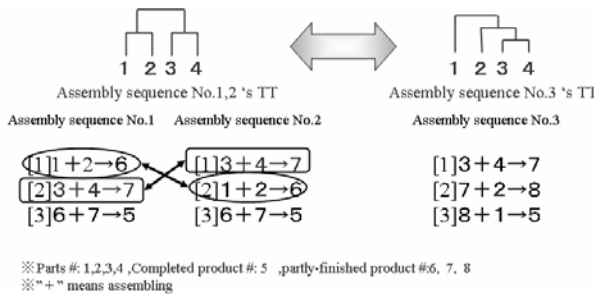 1 2 3 4
1 2 3 4
Assembly sequence No.1,2 ‘s TT
Assembly sequence No.3 ‘s TT
Assembly sequence No.1
Assembly sequence No.2
Assembly sequence No.3
[1]1+2→6
[2]3+4→7
[3]6+7→5
[1]3+4→7
[2]1+2→6
[3]6+7→5
[1]3+4→7
[2]7+2→8
[3]8+1→5
※Parts #: 1,2,3,4 ,Completed product #: 5 ,partly-finished product #:6, 7, 8
※"+" means assembling